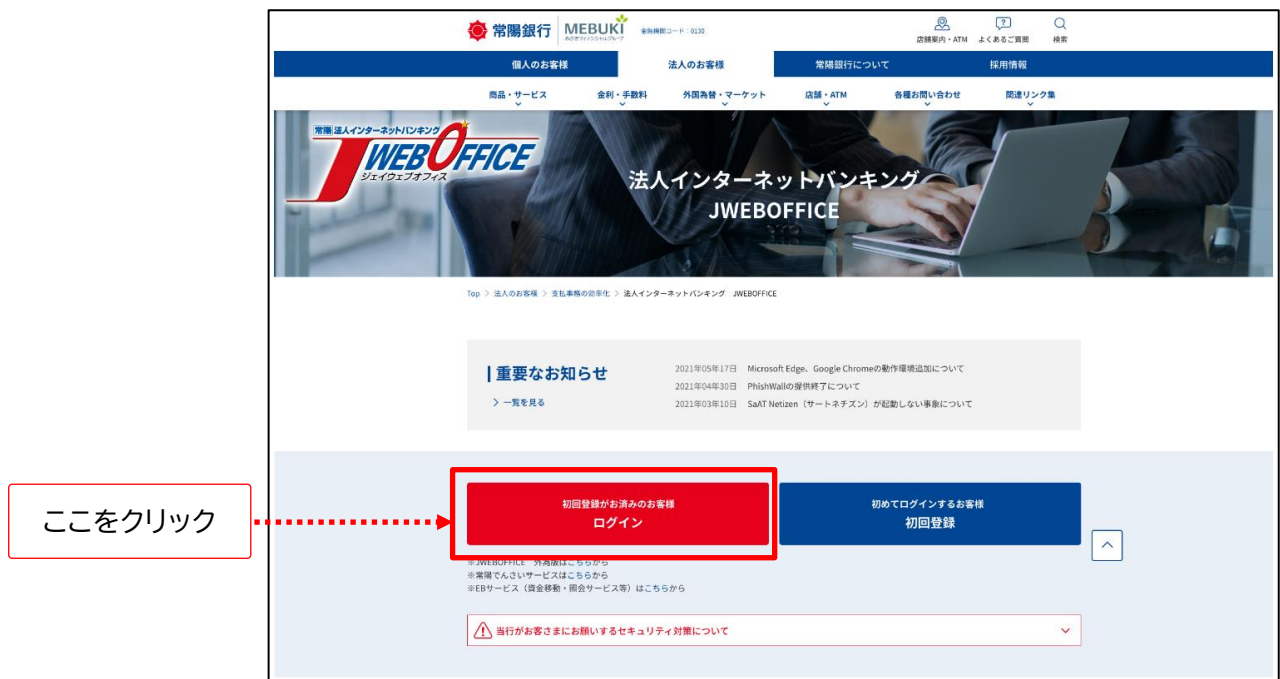 常陽銀行
MEBUKI
めぶきフィナンシャルグループ
金融機関コード：0130
店舗案内・ATM
よくあるご質問
検索
個人のお客様
法人のお客様
常陽銀行について
採用情報
商品・サービス
金利・手数料
外国為替・マーケット
店舗・ATM
各種お問い合わせ
関連リンク集
常陽 法人インターネットバンキング
JWEBOFFICE
ジェイウェブオフィス
法人インターネットバンキング
JWEBOFFICE
Top > 法人のお客様 > 支払事務の効率化 > 法人インターネットバンキング JWEBOFFICE
重要なお知らせ
> 一覧を見る
2021年05年17日 Microsoft Edge、Google Chromeの動作環境追加について
2021年04年30日 PhishWallの提供終了について
2021年03年10日 SaAT Netizen（サートネチズン）が起動しない事象について
ここをクリック
初回登録がお済みのお客様
ログイン
初めてログインするお客様
初回登録
※JWEBOFFICE 外為版はこちらから
※常陽でんさいサービスはこちらから
※EBサービス（資金移動・照会サービス等）はこちらから
当行がお客さまにお願いするセキュリティ対策について